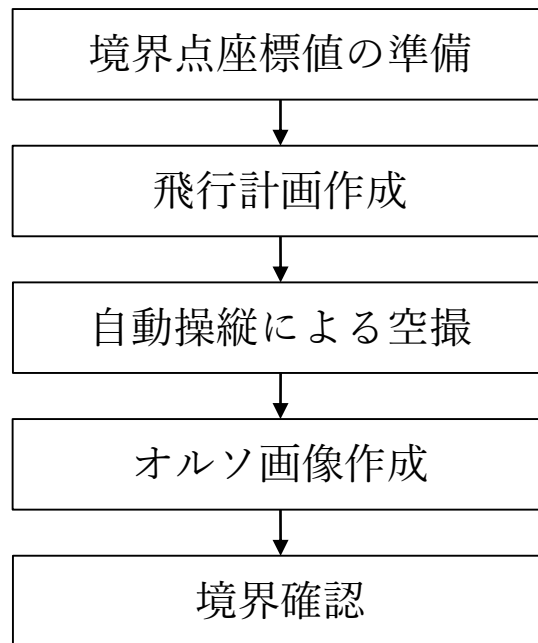 境界点座標値の準備
飛行計画作成
自動操縦による空撮
オルソ画像作成
境界確認